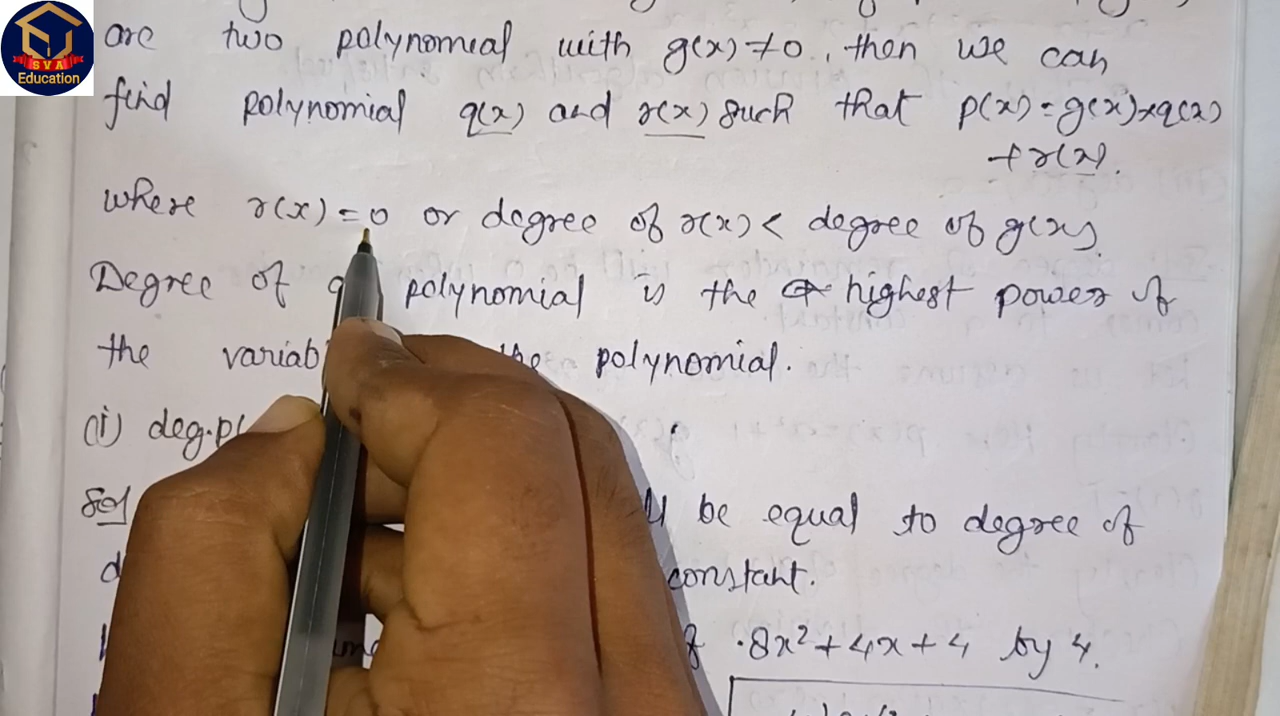 SVA
Education
are two polynomial with g(x) ≠ 0, then we can
find polynomial q(x) and r(x) such that p(x) = g(x) × q(x)
+ r(x).
where r(x) = 0 or degree of r(x) < degree of g(x).
Degree of polynomial is the highest power of
the variab the polynomial.
(i) deg.p(
Sol be equal to degree of
constant.
8x² + 4x + 4 by 4.